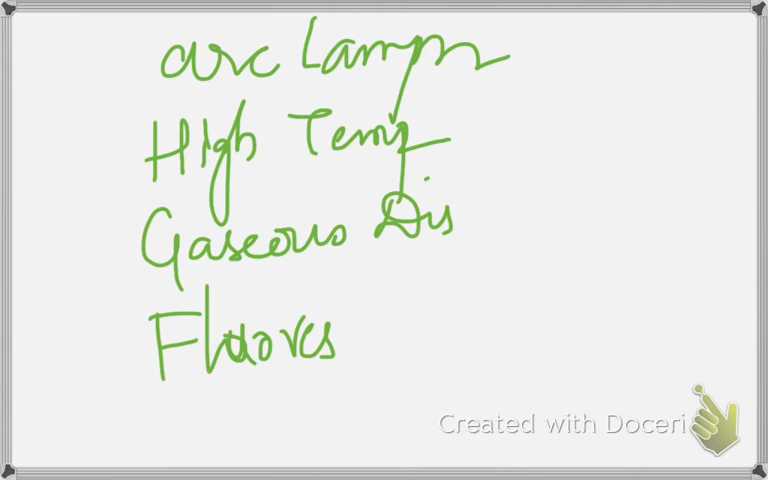 arc Lamps
High Temp
Gaseous Dis
Fluores
Created with Doceri